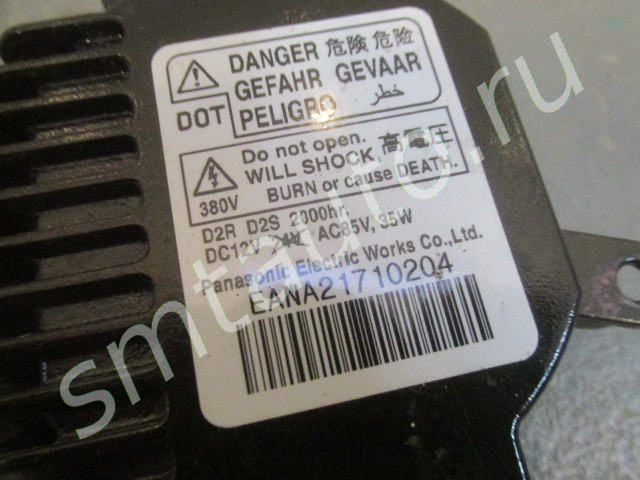 DANGER 危険 危险
GEFAHR GEVAAR
DOT PELIGRO خطر
Do not open.
WILL SHOCK, 高電圧
380V BURN or cause DEATH.
D2R D2S 2000hr.
DC12V 24V AC85V, 35W
Panasonic Electric Works Co.,Ltd.
EANA21710204
smtauto.ru